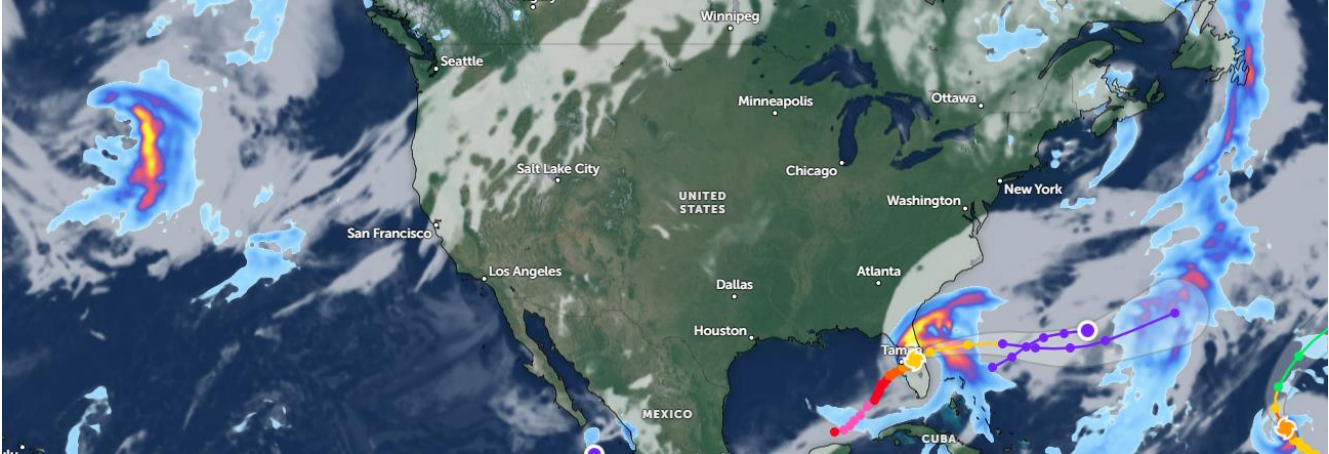 Winnipeg
Seattle
Minneapolis
Ottawa
Chicago
Salt Lake City
New York
UNITED
STATES
Washington
San Francisco
Los Angeles
Atlanta
Dallas
Houston
MEXICO
CUBA